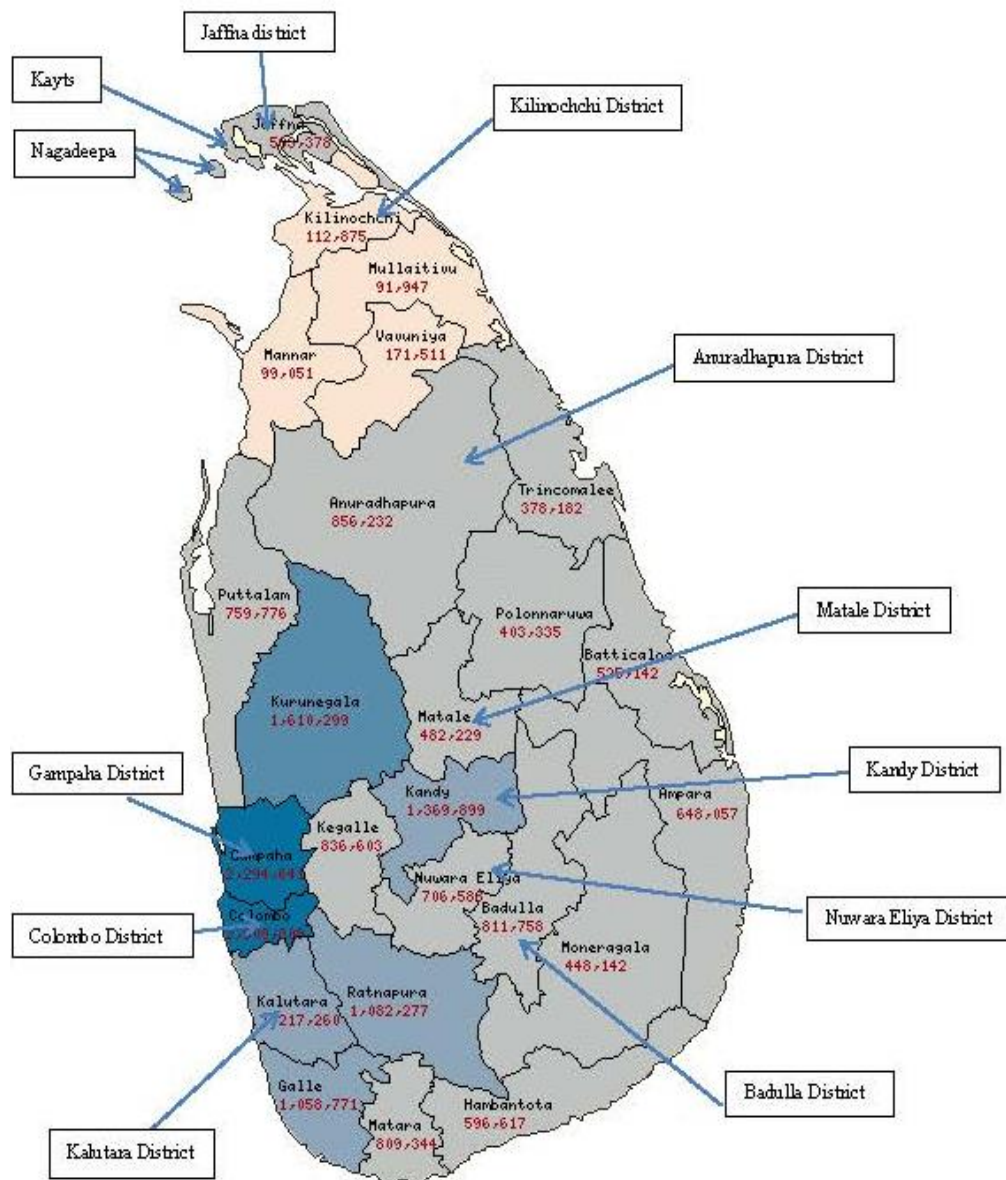 Jaffna district
Kayts
Kilinochchi District
Nagadeepa
Jaffna
Kilinochchi
112,875
Mullaitivu
91,947
Vavuniya
171,511
Mannar
99,051
Anuradhapura District
Anuradhapura
856,232
Trincomalee
378,182
Puttalam
759,776
Polonnaruwa
403,335
Matale District
Batticaloa
Kurunegala
1,610,299
Matale
482,229
Gampaha District
Kandy District
Kandy
1,369,899
Ampara
648,057
Kegalle
836,603
Gampaha
Nuwara Eliya
706,588
Colombo
Badulla
811,758
Nuwara Eliya District
Colombo District
Moneragala
448,142
Kalutara
217,260
Ratnapura
1,082,277
Galle
1,058,771
Hambantota
596,617
Badulla District
Matara
809,344
Kalutara District